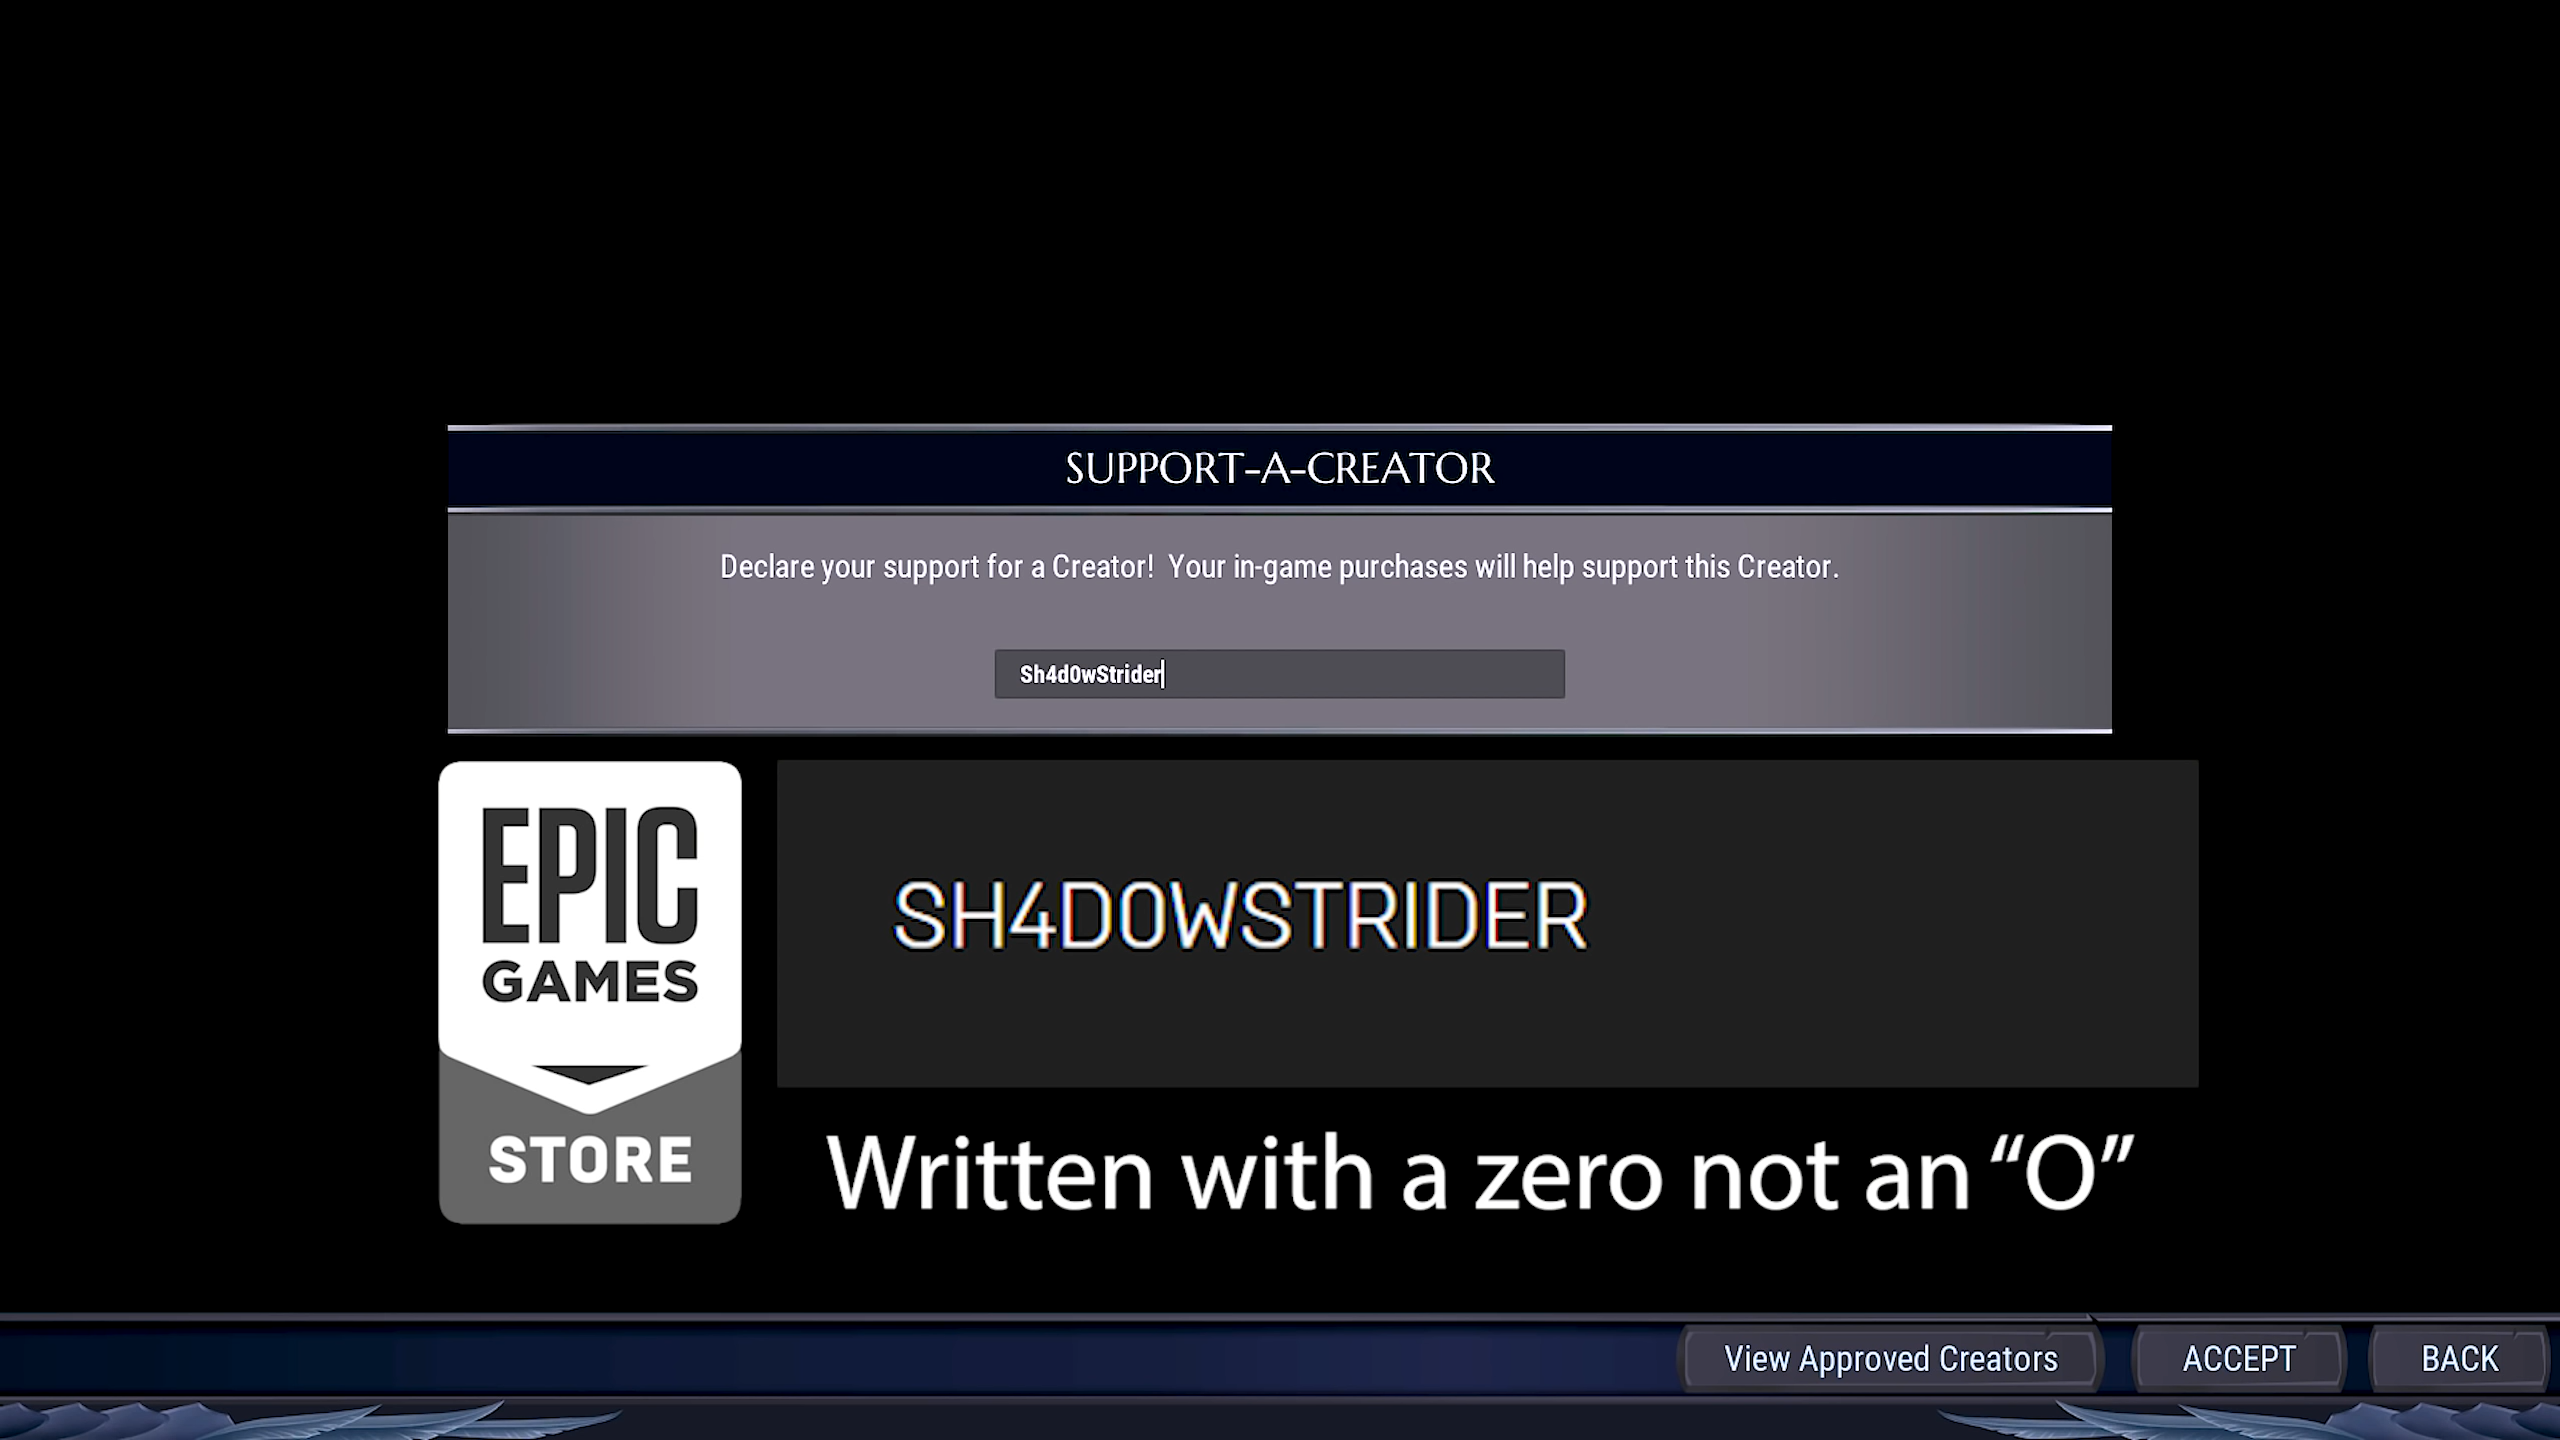 SUPPORT-A-CREATOR
Declare your support for a Creator!  Your in-game purchases will help support this Creator.
Sh4d0wStrider
EPIC
GAMES
STORE
SH4D0WSTRIDER
Written with a zero not an “O”
View Approved Creators
ACCEPT
BACK